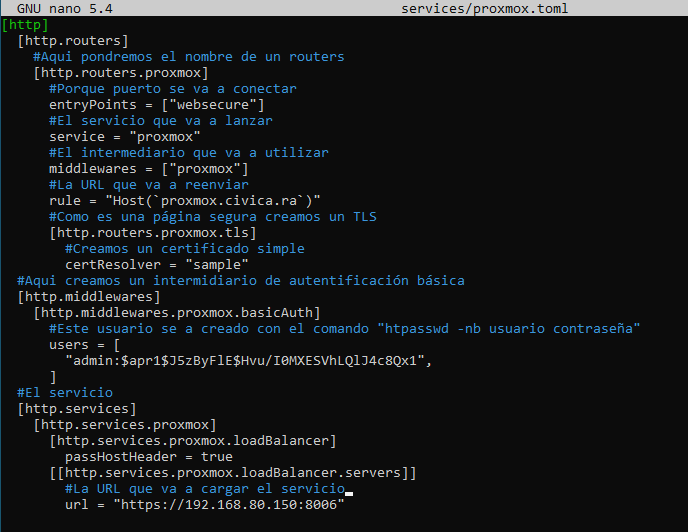 GNU nano 5.4 services/proxmox.toml
[http]
[http.routers]
#Aqui pondremos el nombre de un routers
[http.routers.proxmox]
#Porque puerto se va a conectar
entryPoints = ["websecure"]
#El servicio que va a lanzar
service = "proxmox"
#El intermediario que va a utilizar
middlewares = ["proxmox"]
#La URL que va a reenviar
rule = "Host(`proxmox.civica.ra`)"
#Como es una página segura creamos un TLS
[http.routers.proxmox.tls]
#Creamos un certificado simple
certResolver = "sample"
#Aqui creamos un intermidiario de autentificación básica
[http.middlewares]
[http.middlewares.proxmox.basicAuth]
#Este usuario se a creado con el comando "htpasswd -nb usuario contraseña"
users = [
"admin:$apr1$J5zByFlE$Hvu/I0MXESVhLQlJ4c8Qx1",
]
#El servicio
[http.services]
[http.services.proxmox]
[http.services.proxmox.loadBalancer]
passHostHeader = true
[[http.services.proxmox.loadBalancer.servers]]
#La URL que va a cargar el servicio
url = "https://192.168.80.150:8006"